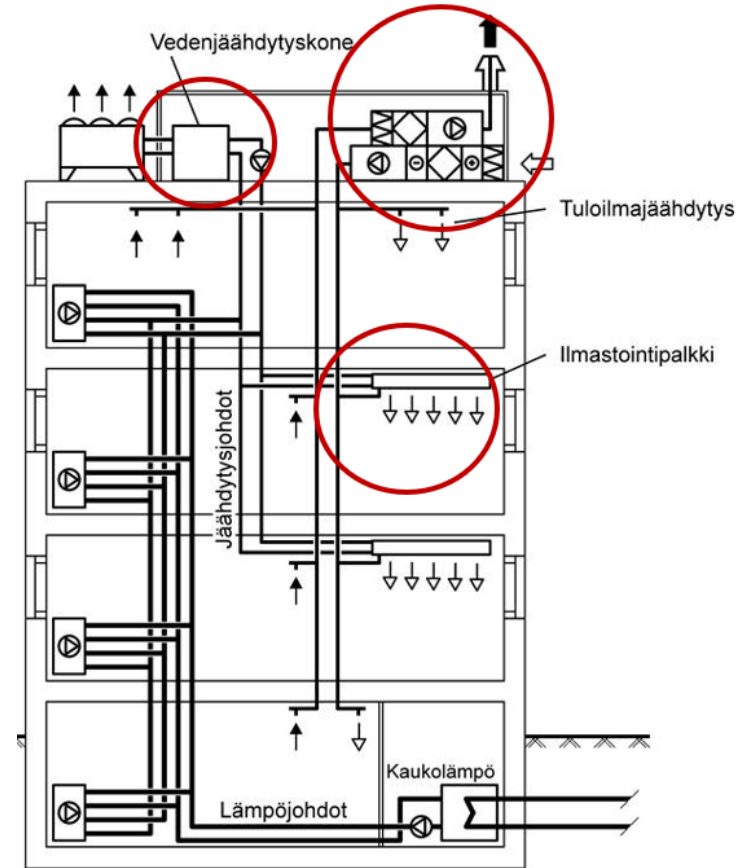 Vedenjäähdytyskone
Tuloilmajäähdytys
Ilmastointipalkki
Jäähdytysjohdot
Kaukolämpö
Lämpöjohdot